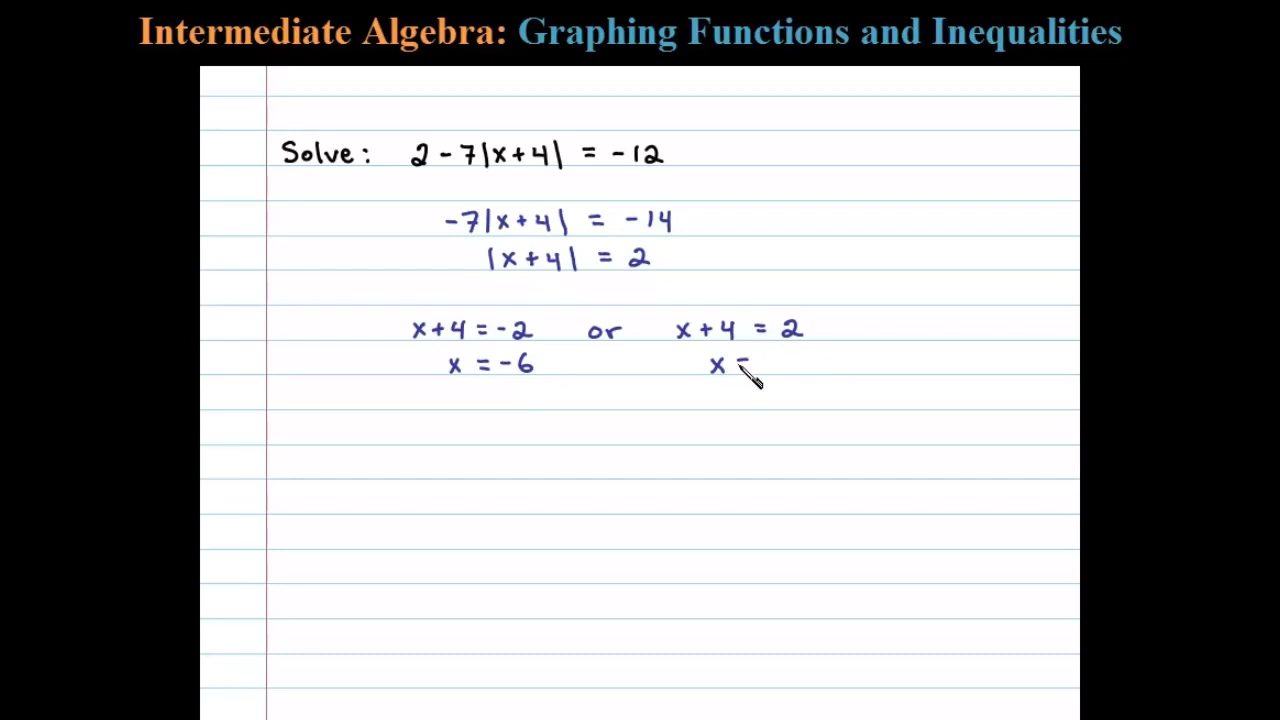 Intermediate Algebra: Graphing Functions and Inequalities
Solve: 2 - 7|x + 4| = -12
-7|x + 4| = -14
|x + 4| = 2
x + 4 = -2 or x + 4 = 2
x = -6 x =